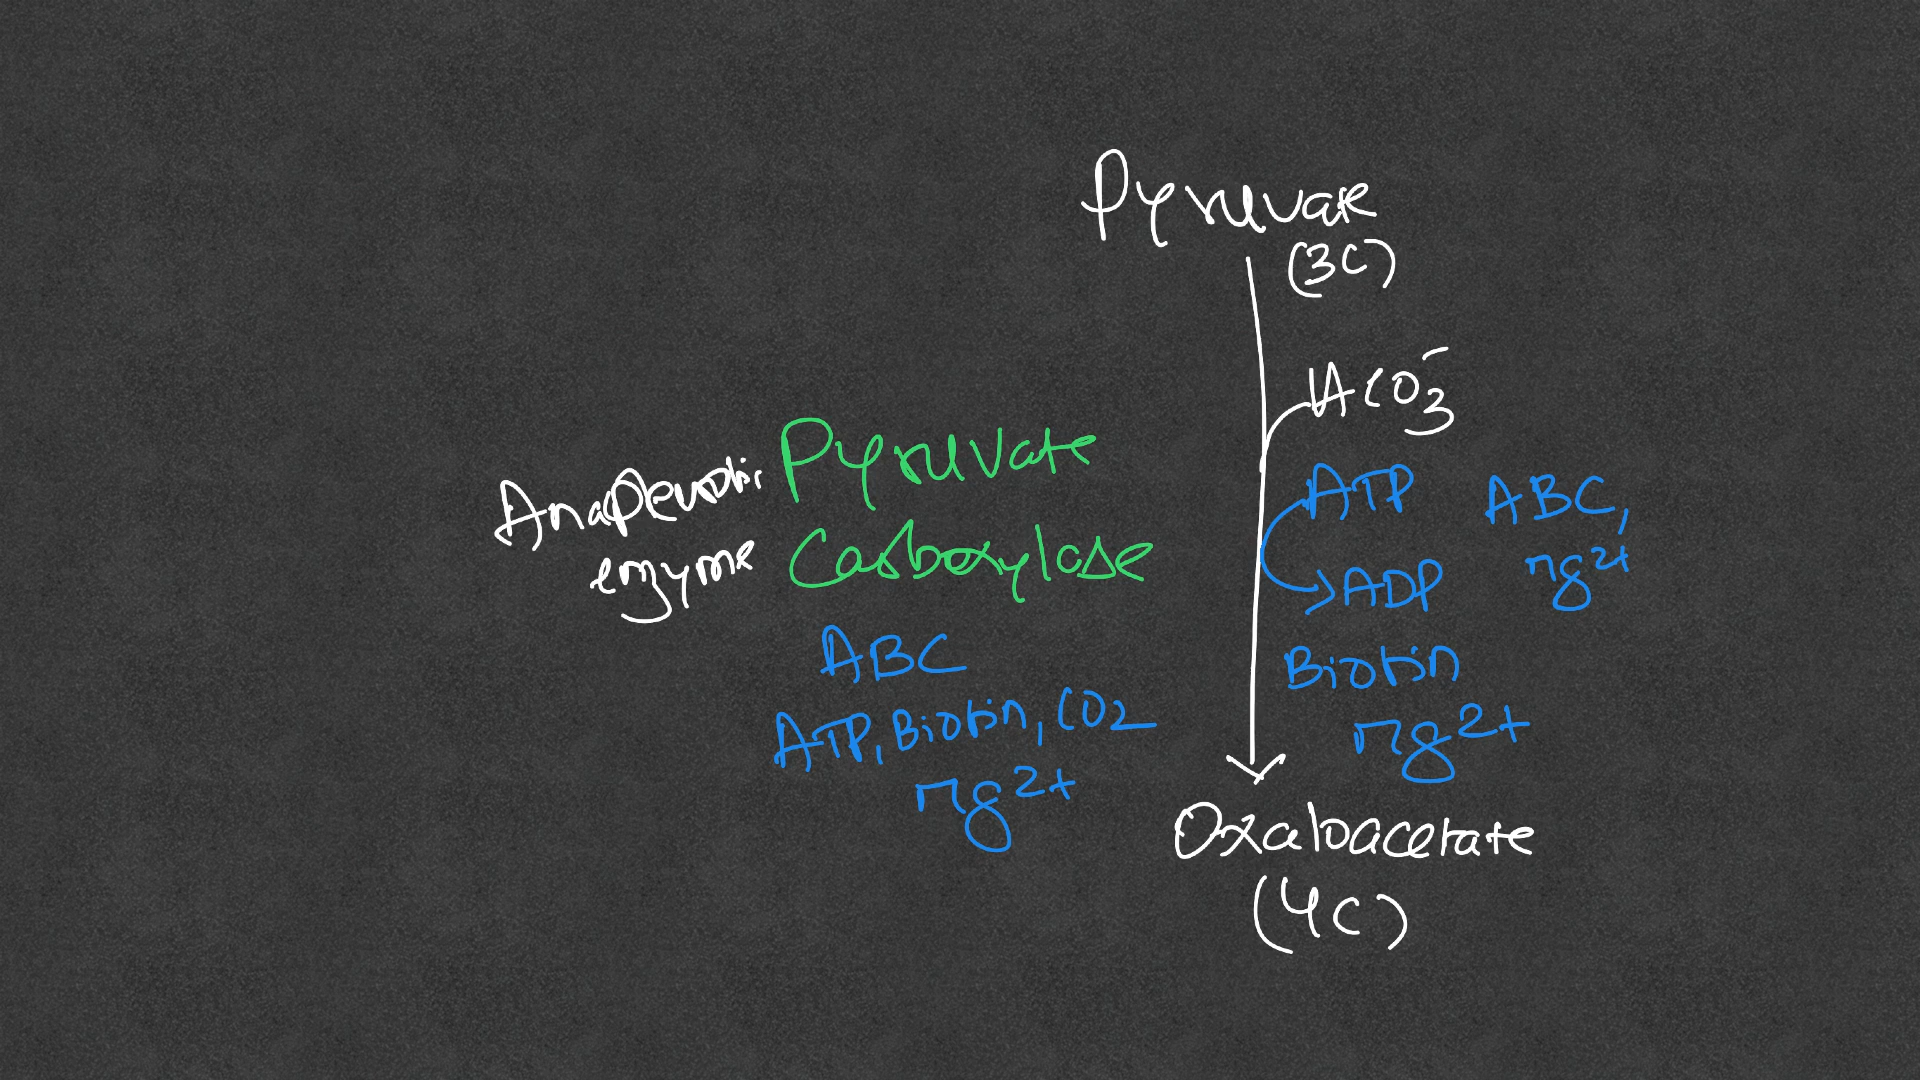 Pyruvate
(3C)
HCO3-
Anaplerotic Pyruvate
enzyme Carboxylase
ATP ABC,
Mg2+
ADP
ABC
Biotin
ATP, Biotin, CO2
Mg2+
Mg2+
Oxaloacetate
(4C)